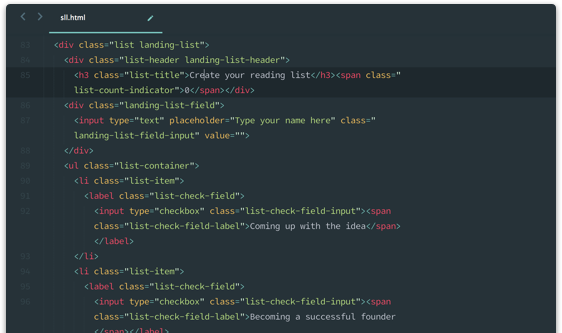 sll.html
83 <div class="list landing-list">
84 <div class="list-header landing-list-header">
85 <h3 class="list-title">Create your reading list</h3><span class="
list-count-indicator">0</span></div>
86 <div class="landing-list-field">
87 <input type="text" placeholder="Type your name here" class="
landing-list-field-input" value="">
88 </div>
89 <ul class="list-container">
90 <li class="list-item">
91 <label class="list-check-field">
92 <input type="checkbox" class="list-check-field-input"><span
class="list-check-field-label">Coming up with the idea</span>
</label>
93 </li>
94 <li class="list-item">
95 <label class="list-check-field">
96 <input type="checkbox" class="list-check-field-input"><span
class="list-check-field-label">Becoming a successful founder
</span></label>